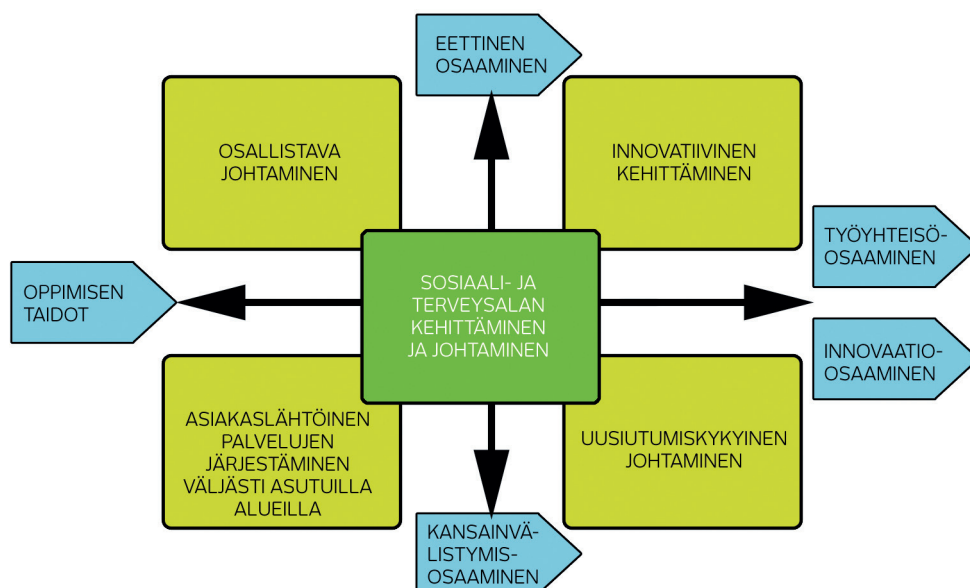 EETTINEN
OSAAMINEN
OSALLISTAVA
JOHTAMINEN
INNOVATIIVINEN
KEHITTÄMINEN
TYÖYHTEISÖ-
OSAAMINEN
SOSIAALI- JA
TERVEYSALAN
KEHITTÄMINEN
JA JOHTAMINEN
OPPIMISEN
TAIDOT
INNOVAATIO-
OSAAMINEN
ASIAKASLÄHTÖINEN
PALVELUJEN
JÄRJESTÄMINEN
VÄLJÄSTI ASUTUILLA
ALUEILLA
UUSIUTUMISKYKYINEN
JOHTAMINEN
KANSAINVÄ-
LISTYMIS-
OSAAMINEN